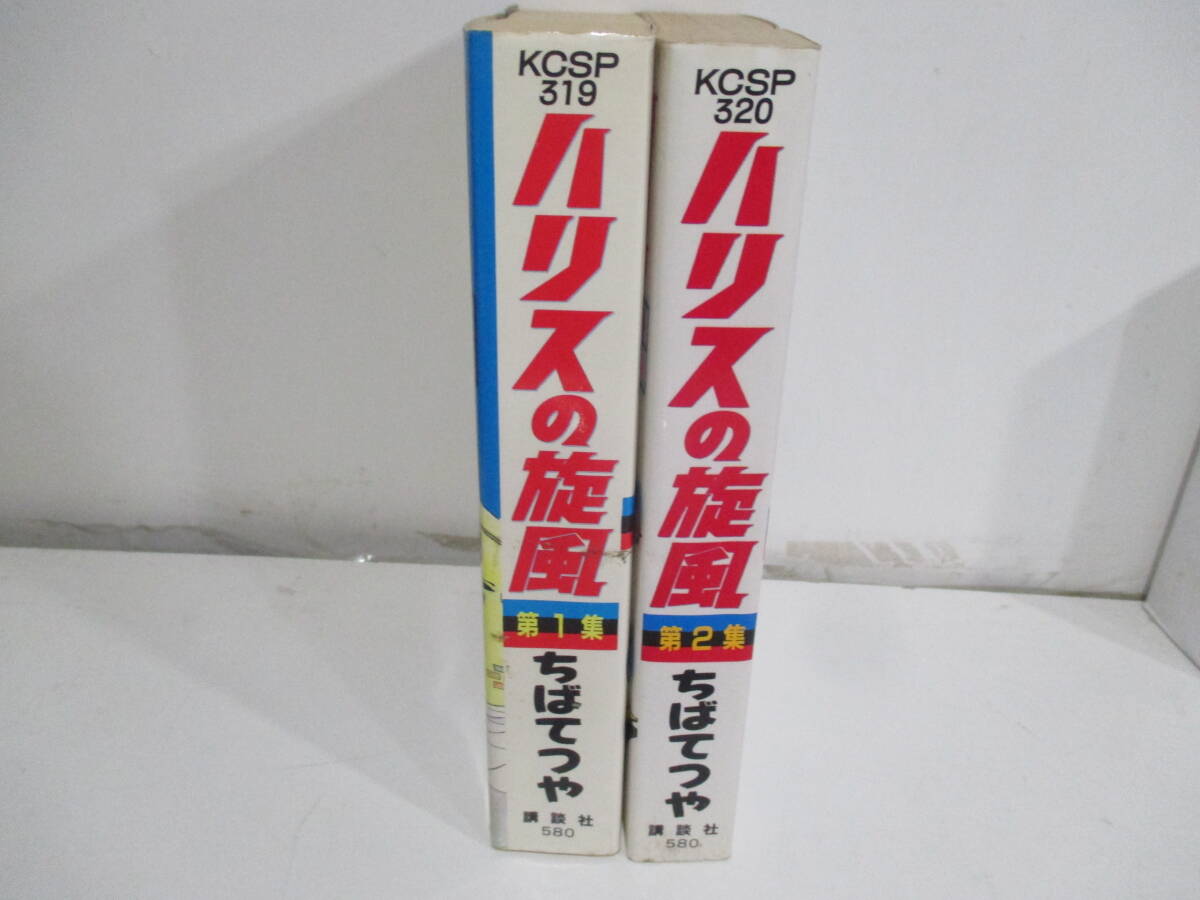 KCSP
319
ハリスの旋風
第1集
ちばてつや
講談社
580
KCSP
320
ハリスの旋風
第2集
ちばてつや
講談社
580